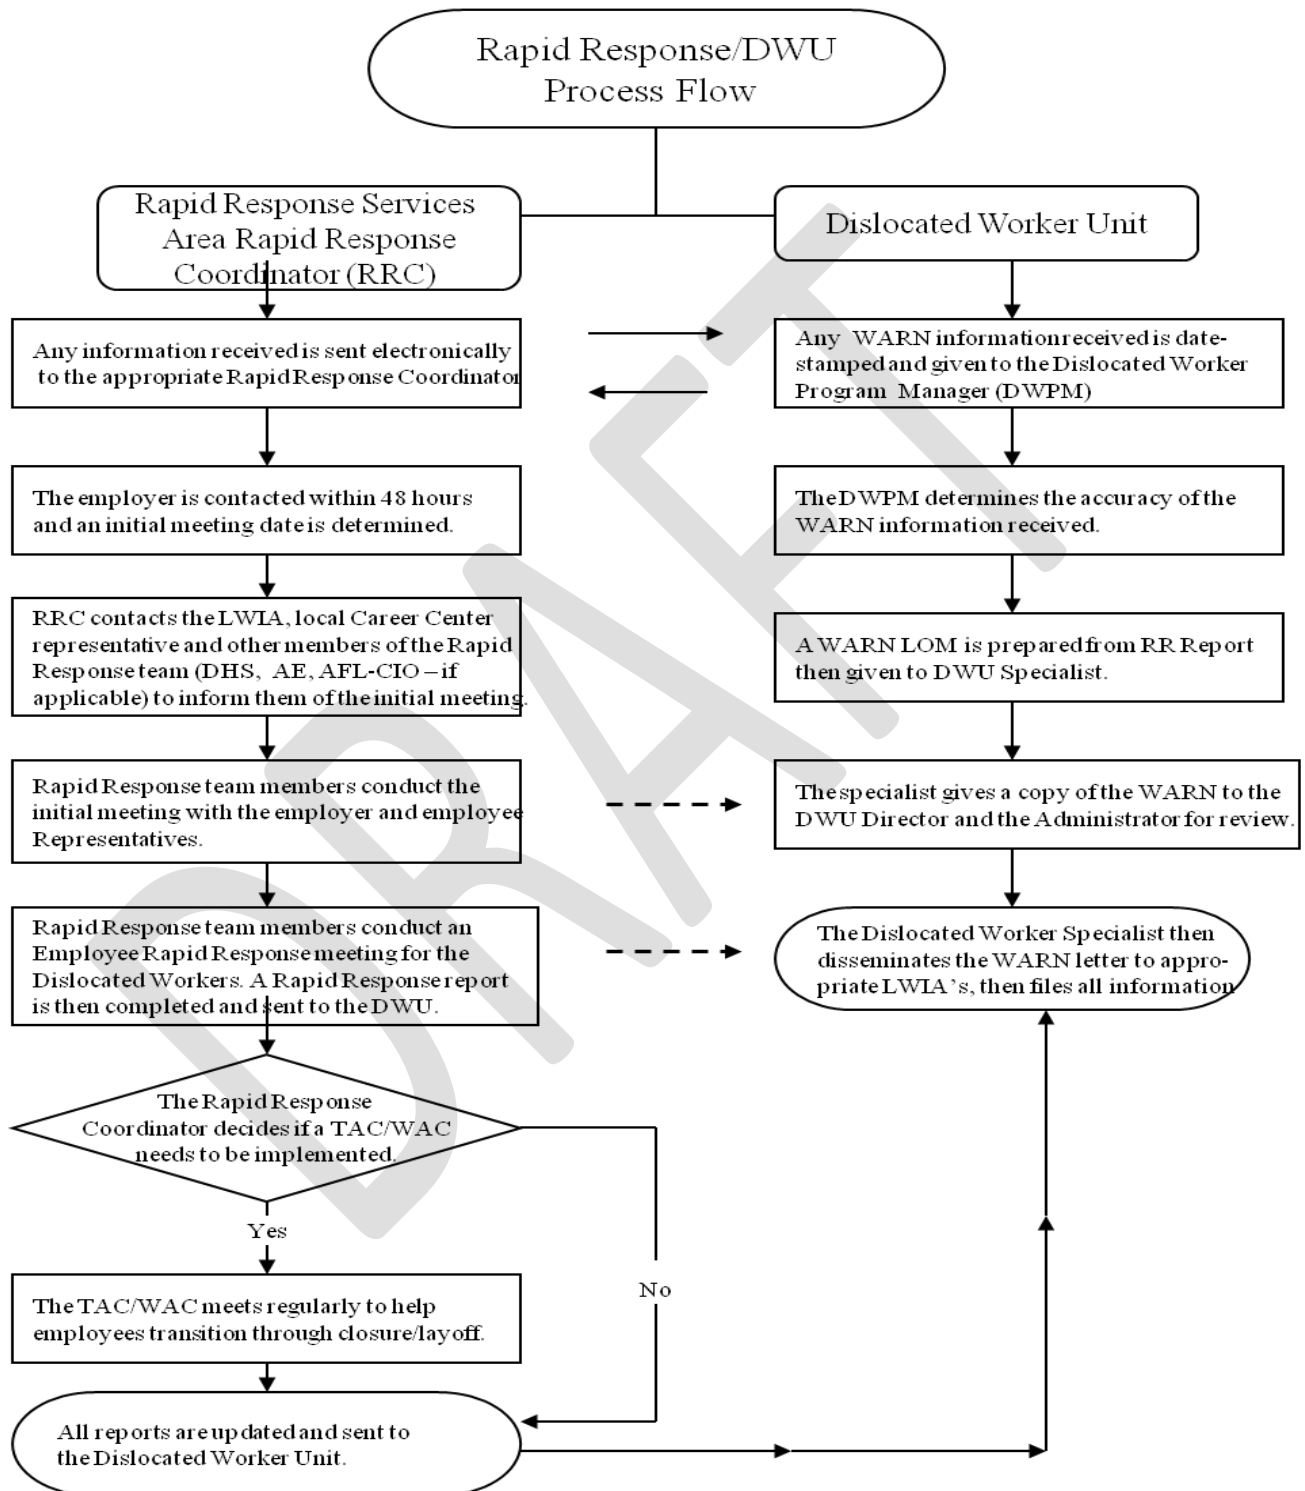 Rapid Response/DWU
Process Flow
Rapid Response Services
Area Rapid Response
Coordinator (RRC)
Dislocated Worker Unit
Any information received is sent electronically
to the appropriate Rapid Response Coordinator
Any WARN information received is date-
stamped and given to the Dislocated Worker
Program Manager (DWPM)
The employer is contacted within 48 hours
and an initial meeting date is determined.
The DWPM determines the accuracy of the
WARN information received.
RRC contacts the LWIA, local Career Center
representative and other members of the Rapid
Response team (DHS, AE, AFL-CIO – if
applicable) to inform them of the initial meeting.
A WARN LOM is prepared from RR Report
then given to DWU Specialist.
Rapid Response team members conduct the
initial meeting with the employer and employee
Representatives.
The specialist gives a copy of the WARN to the
DWU Director and the Administrator for review.
Rapid Response team members conduct an
Employee Rapid Response meeting for the
Dislocated Workers. A Rapid Response report
is then completed and sent to the DWU.
The Dislocated Worker Specialist then
disseminates the WARN letter to appro-
priate LWIA's, then files all information
The Rapid Response
Coordinator decides if a TAC/WAC
needs to be implemented.
Yes
No
The TAC/WAC meets regularly to help
employees transition through closure/layoff.
All reports are updated and sent to
the Dislocated Worker Unit.
DRAFT